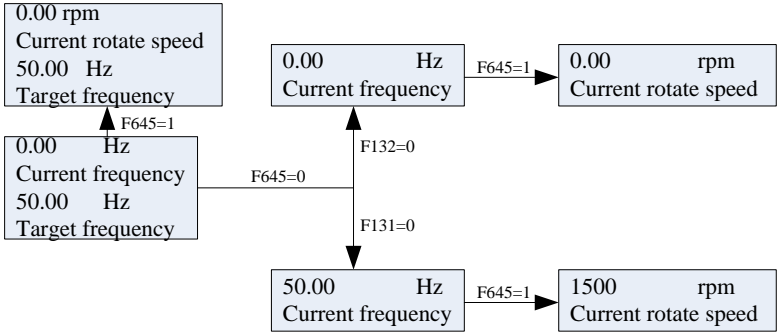 0.00 rpm
Current rotate speed
50.00 Hz
Target frequency
F645=1
0.00 Hz
Current frequency
50.00 Hz
Target frequency
F645=0
0.00 Hz
Current frequency
F645=1
0.00 rpm
Current rotate speed
F132=0
F131=0
50.00 Hz
Current frequency
F645=1
1500 rpm
Current rotate speed